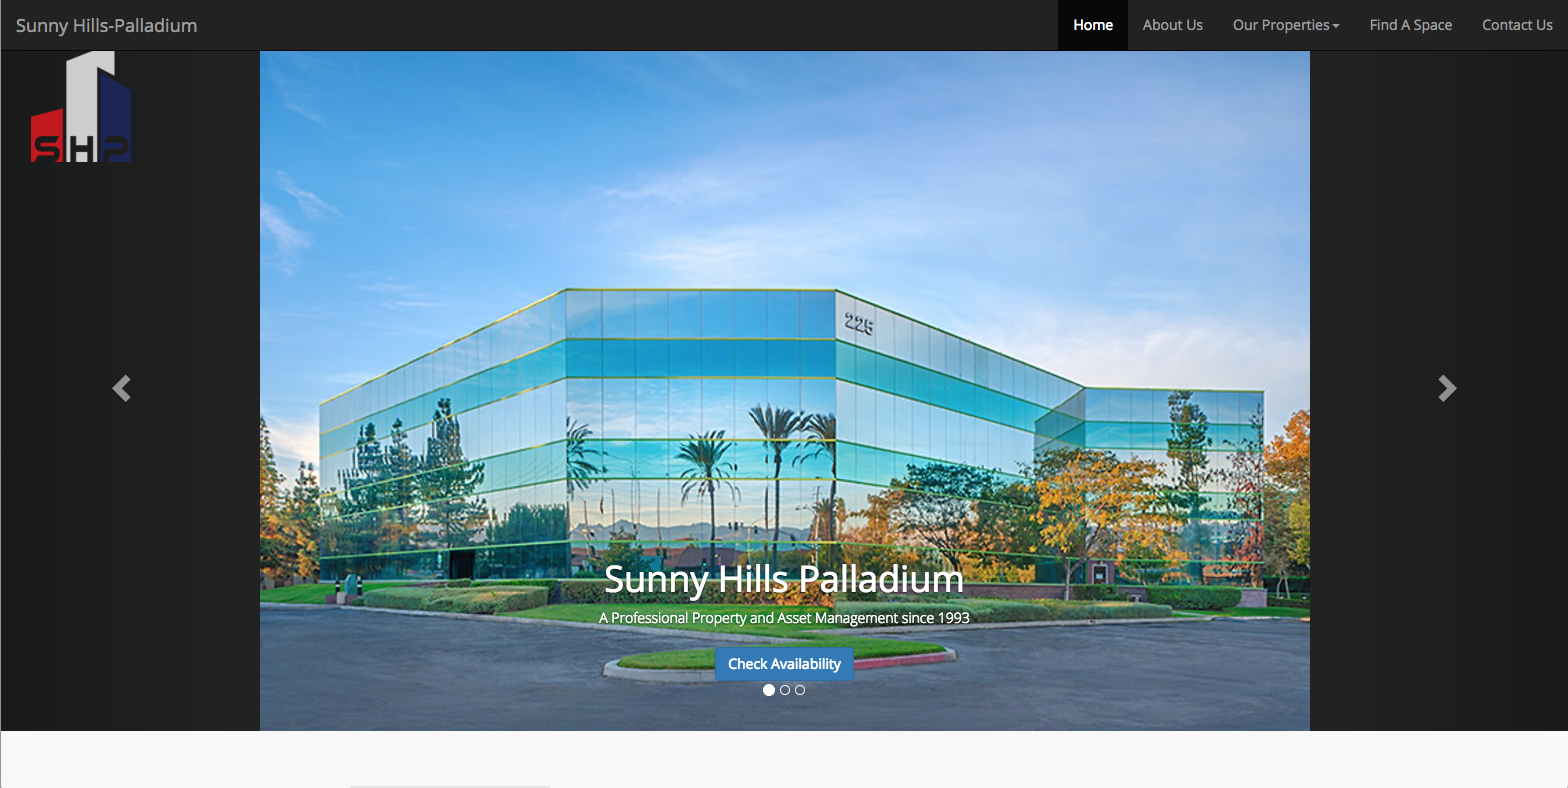 Sunny Hills-Palladium
Home
About Us
Our Properties
Find A Space
Contact Us
SHP
225
Sunny Hills Palladium
A Professional Property and Asset Management since 1993
Check Availability